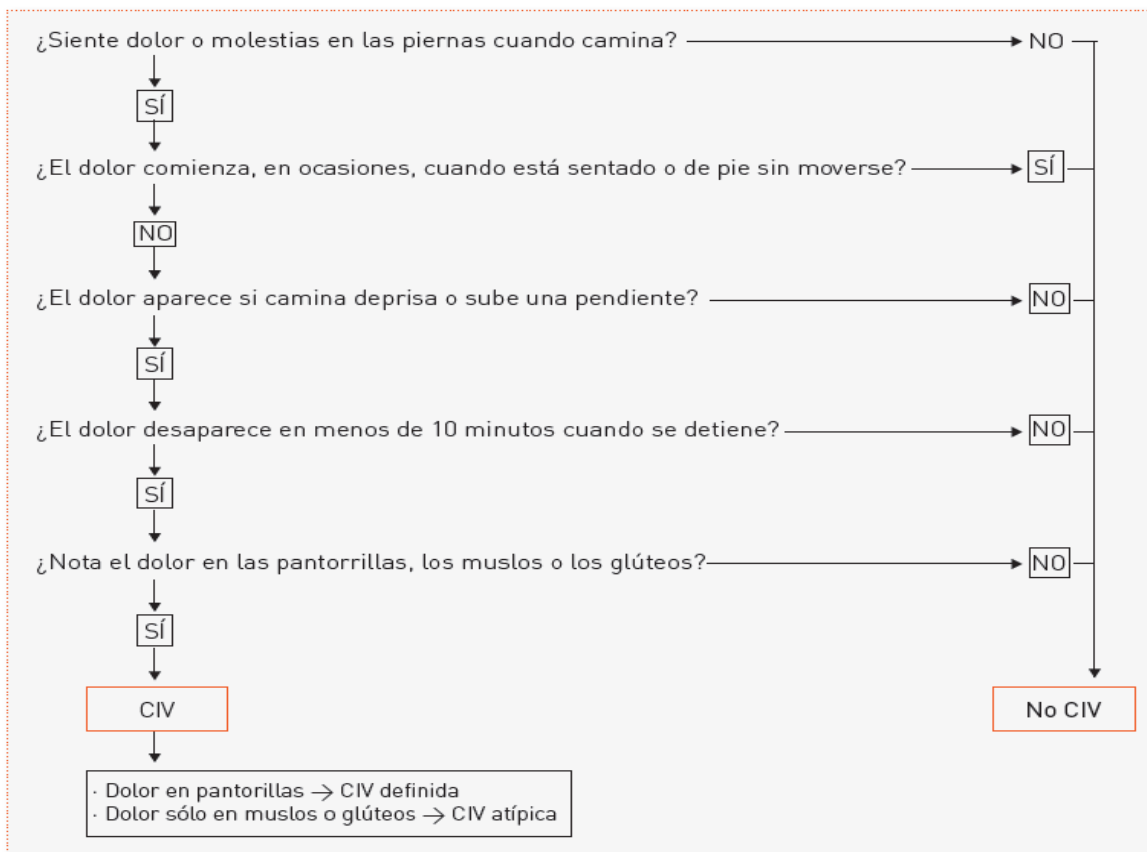 ¿Siente dolor o molestias en las piernas cuando camina? NO
SÍ
¿El dolor comienza, en ocasiones, cuando está sentado o de pie sin moverse? SÍ
NO
¿El dolor aparece si camina deprisa o sube una pendiente? NO
SÍ
¿El dolor desaparece en menos de 10 minutos cuando se detiene? NO
SÍ
¿Nota el dolor en las pantorrillas, los muslos o los glúteos? NO
SÍ
CIV No CIV
· Dolor en pantorillas → CIV definida
· Dolor sólo en muslos o glúteos → CIV atípica